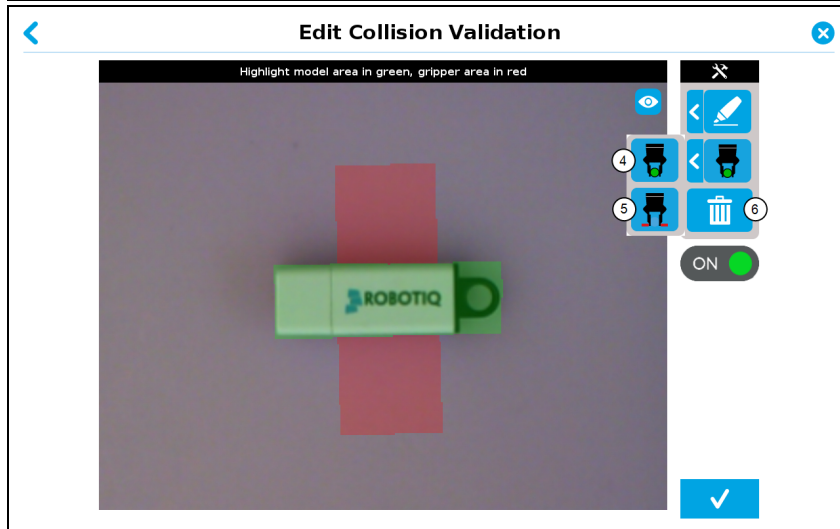 Edit Collision Validation
Highlight model area in green, gripper area in red
4
5
6
ON
ROBOTIQ